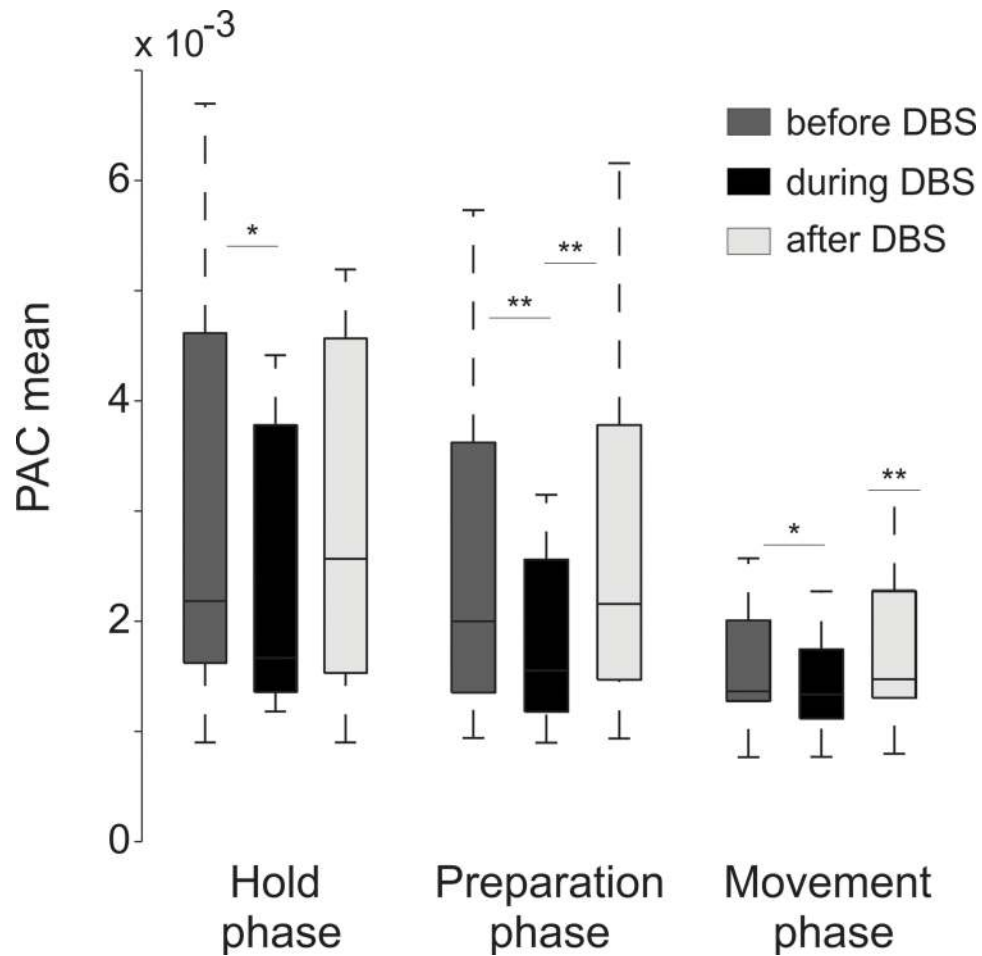 x 10-3
before DBS
during DBS
after DBS
6
4
2
0
PAC mean
*
**
**
*
**
Hold
phase
Preparation
phase
Movement
phase